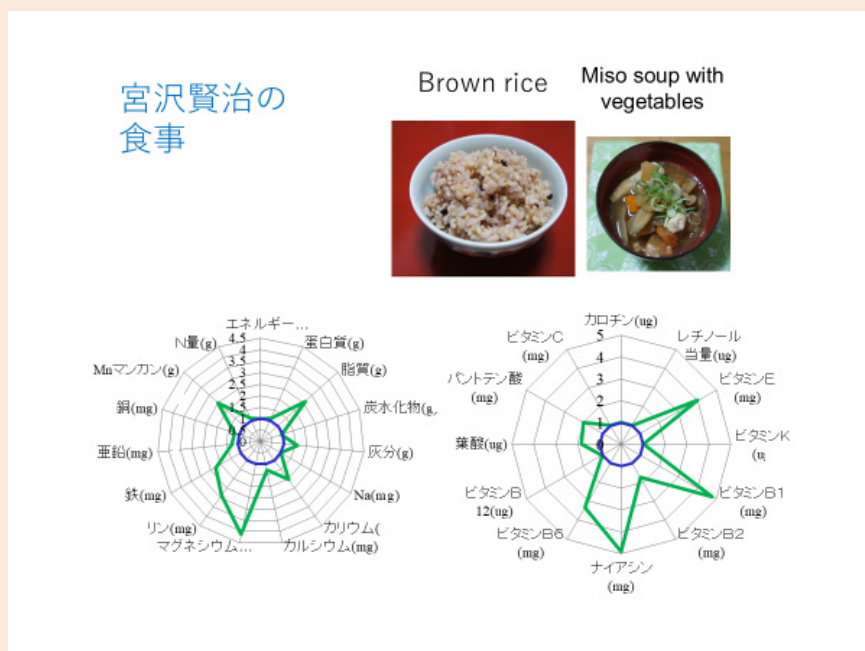 宮沢賢治の
食事
Brown rice
Miso soup with
vegetables
エネルギー...
蛋白質(g)
脂質(g)
炭水化物(g,
灰分(g)
Na(mg)
カリウム(
カルシウム(mg)
マグネシウム...
リン(mg)
鉄(mg)
亜鉛(mg)
銅(mg)
Mnマンガン(g)
N量(g)
4.5
4
3.5
3
2.5
2
1.5
1
0.5
0
カロチン(ug)
レチノール
当量(ug)
ビタミンE
(mg)
ビタミンK
(u
ビタミンB1
(mg)
ビタミンB2
(mg)
ナイアシン
(mg)
ビタミンB6
(mg)
ビタミンB
12(ug)
葉酸(ug)
パントテン酸
(mg)
ビタミンC
(mg)
5
4
3
2
1
0